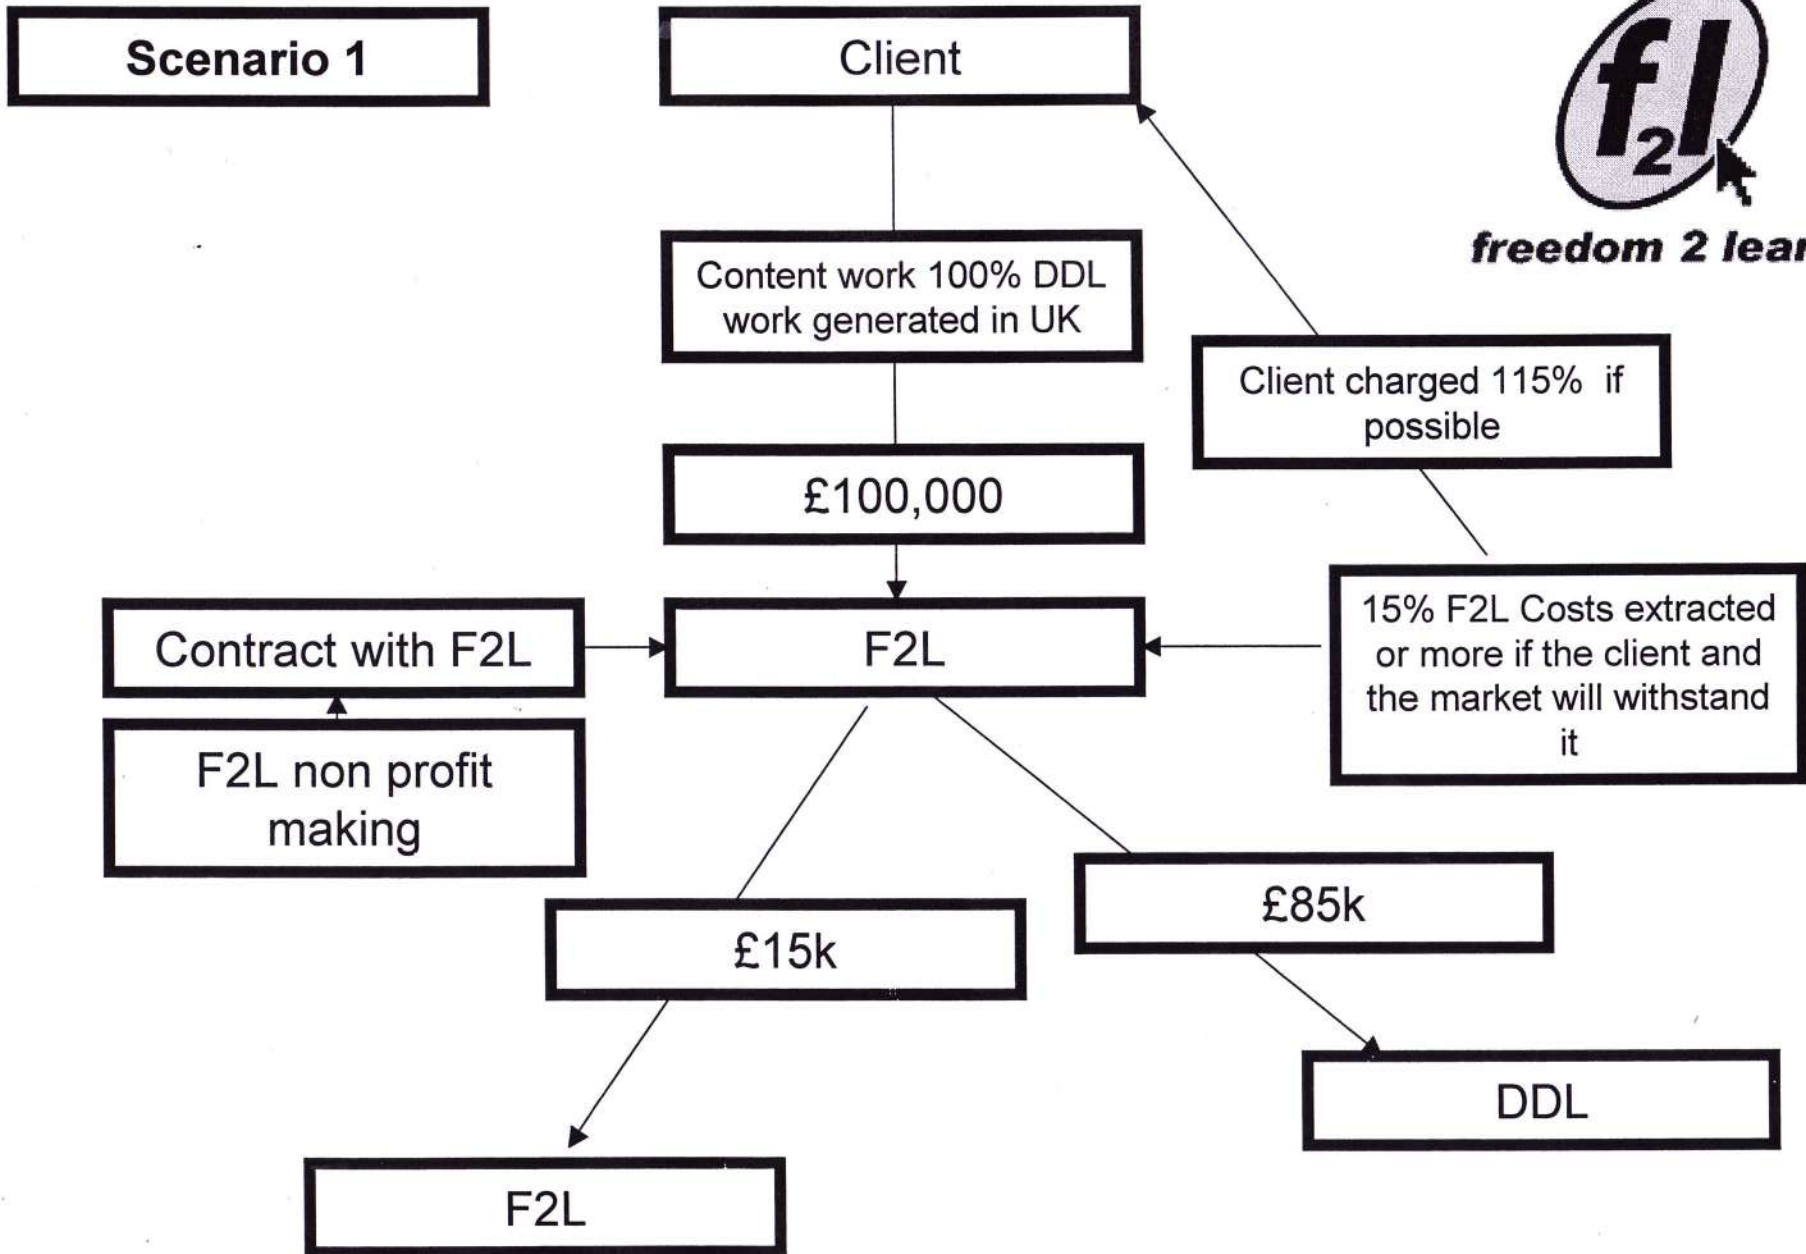 Scenario 1
Client
f2l
freedom 2 lear
Content work 100% DDL
work generated in UK
Client charged 115% if
possible
£100,000
Contract with F2L
F2L
15% F2L Costs extracted
or more if the client and
the market will withstand
it
F2L non profit
making
£85k
£15k
DDL
F2L